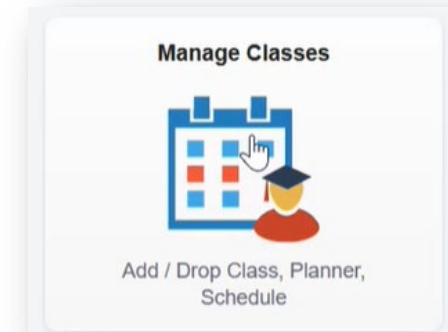 Manage Classes
Add / Drop Class, Planner,
Schedule